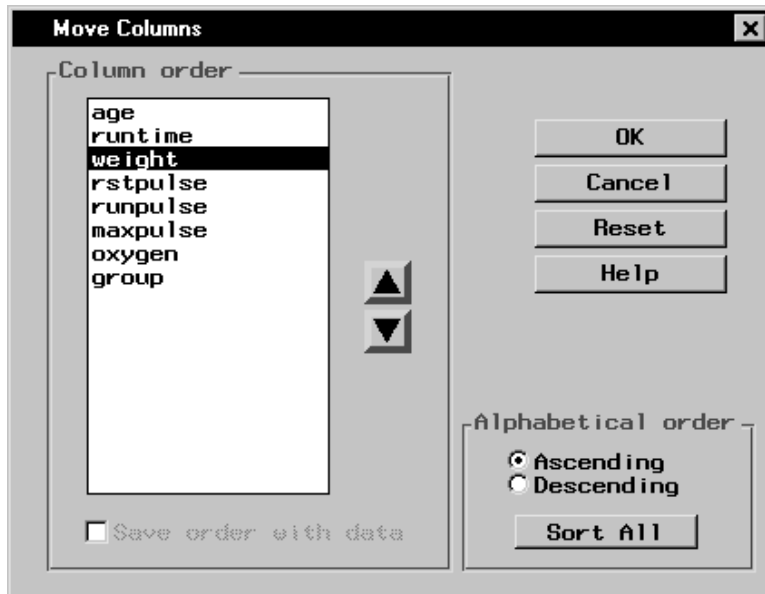 Move Columns
Column order
age
runtime
weight
rstpulse
runpulse
maxpulse
oxygen
group
Save order with data
OK
Cancel
Reset
Help
Alphabetical order
Ascending
Descending
Sort All